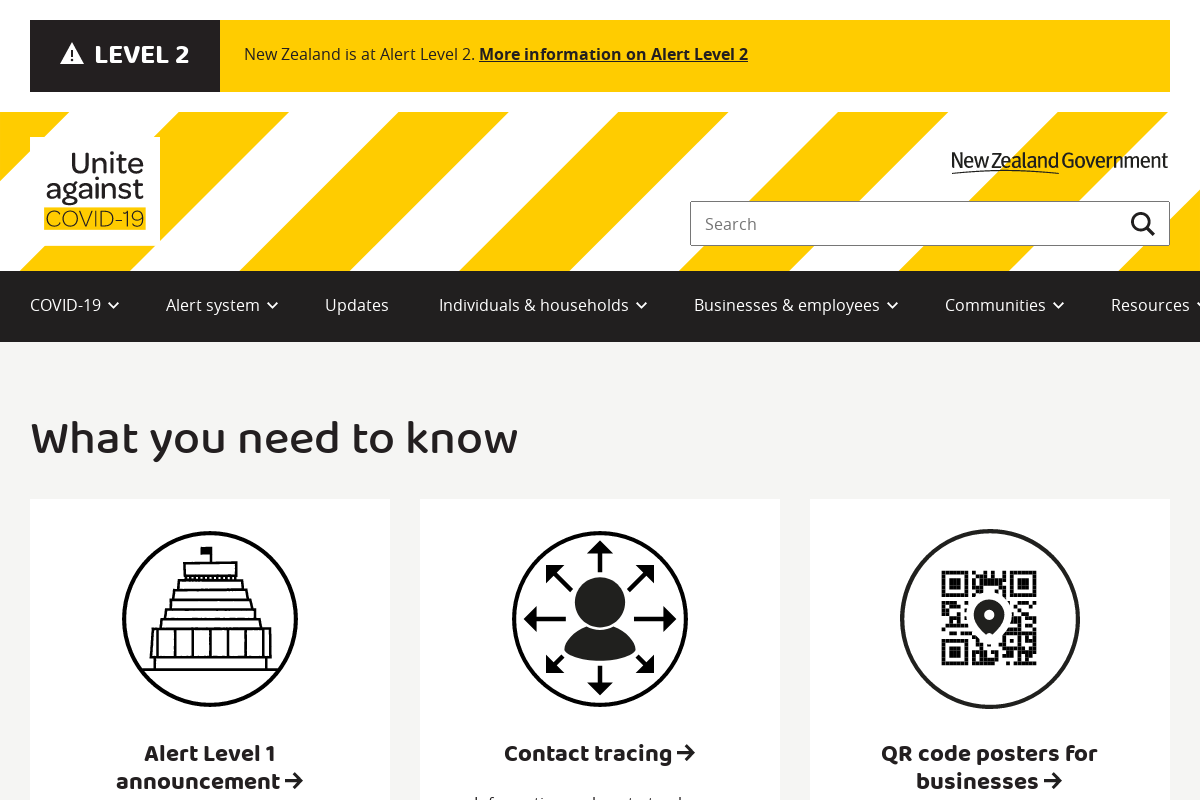 LEVEL 2
New Zealand is at Alert Level 2. More information on Alert Level 2
Unite
against
COVID-19
New Zealand Government
Search
COVID-19
Alert system
Updates
Individuals & households
Businesses & employees
Communities
Resources
What you need to know
Alert Level 1
announcement →
Contact tracing →
QR code posters for
businesses →